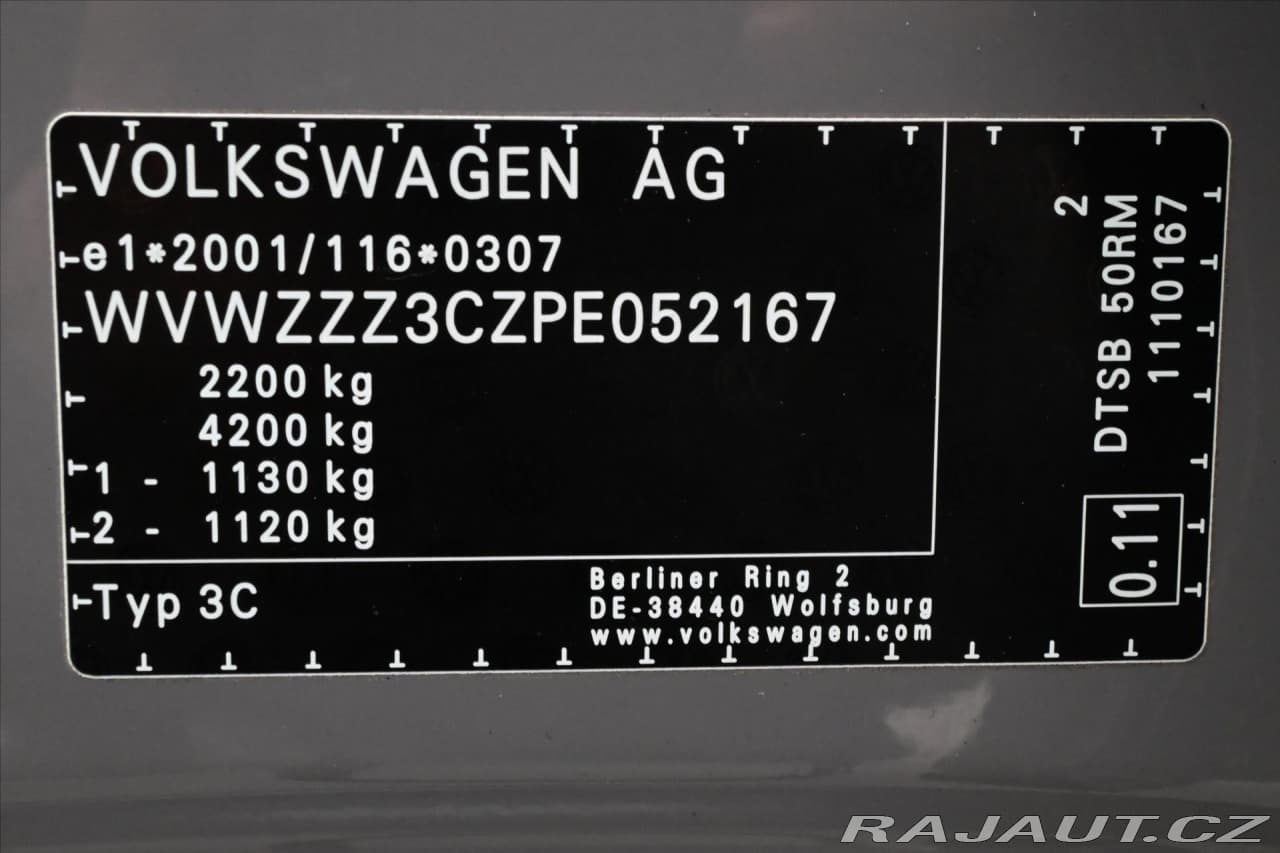 VOLKSWAGEN AG
e1*2001/116*0307
WVWZZZ3CZPE052167
2200 kg
4200 kg
1 - 1130 kg
2 - 1120 kg
Typ 3C
Berliner Ring 2
DE-38440 Wolfsburg
www.volkswagen.com
2
0.11 DTSB 50RM
1110167
RAJAUT.CZ